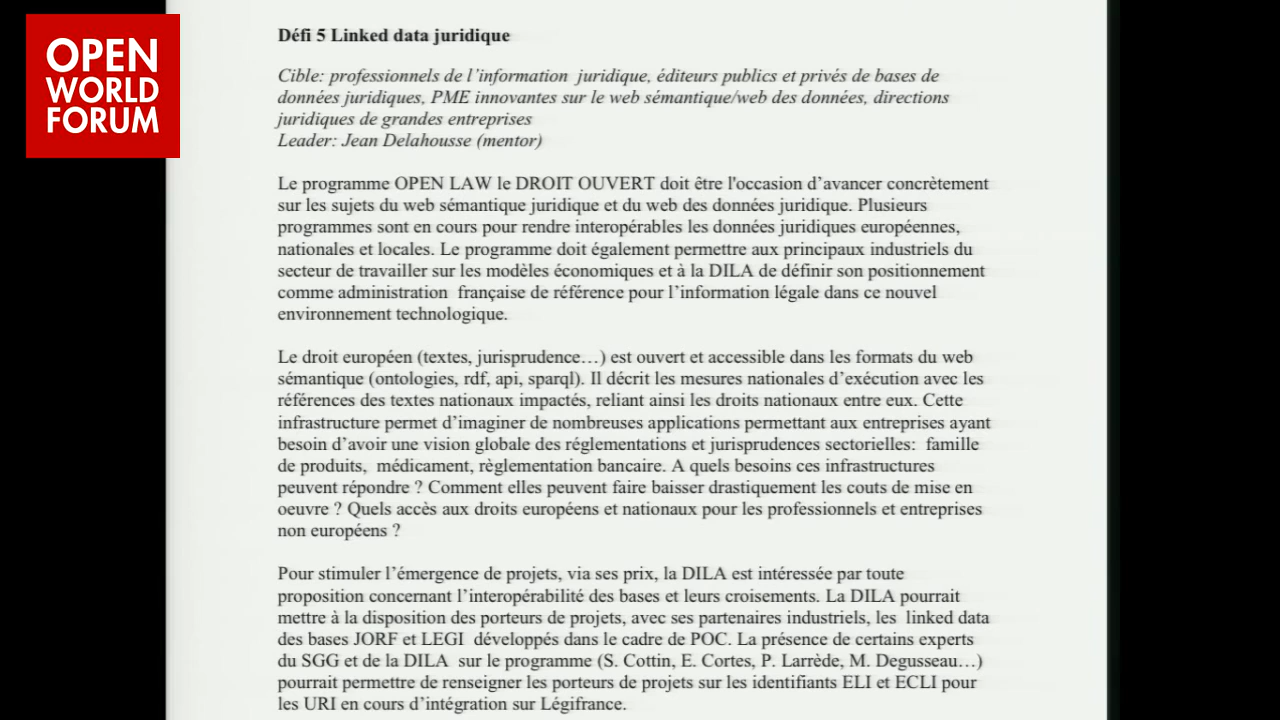 OPEN
WORLD
FORUM
Défi 5 Linked data juridique
Cible: professionnels de l’information juridique, éditeurs publics et privés de bases de
données juridiques, PME innovantes sur le web sémantique/web des données, directions
juridiques de grandes entreprises
Leader: Jean Delahousse (mentor)
Le programme OPEN LAW le DROIT OUVERT doit être l'occasion d’avancer concrètement
sur les sujets du web sémantique juridique et du web des données juridique. Plusieurs
programmes sont en cours pour rendre interopérables les données juridiques européennes,
nationales et locales. Le programme doit également permettre aux principaux industriels du
secteur de travailler sur les modèles économiques et à la DILA de définir son positionnement
comme administration française de référence pour l’information légale dans ce nouvel
environnement technologique.
Le droit européen (textes, jurisprudence…) est ouvert et accessible dans les formats du web
sémantique (ontologies, rdf, api, sparql). Il décrit les mesures nationales d’exécution avec les
références des textes nationaux impactés, reliant ainsi les droits nationaux entre eux. Cette
infrastructure permet d’imaginer de nombreuses applications permettant aux entreprises ayant
besoin d’avoir une vision globale des réglementations et jurisprudences sectorielles: famille
de produits, médicament, règlementation bancaire. A quels besoins ces infrastructures
peuvent répondre ? Comment elles peuvent faire baisser drastiquement les couts de mise en
oeuvre ? Quels accès aux droits européens et nationaux pour les professionnels et entreprises
non européens ?
Pour stimuler l’émergence de projets, via ses prix, la DILA est intéressée par toute
proposition concernant l’interopérabilité des bases et leurs croisements. La DILA pourrait
mettre à la disposition des porteurs de projets, avec ses partenaires industriels, les linked data
des bases JORF et LEGI développés dans le cadre de POC. La présence de certains experts
du SGG et de la DILA sur le programme (S. Cottin, E. Cortes, P. Larrède, M. Degusseau…)
pourrait permettre de renseigner les porteurs de projets sur les identifiants ELI et ECLI pour
les URI en cours d’intégration sur Légifrance.